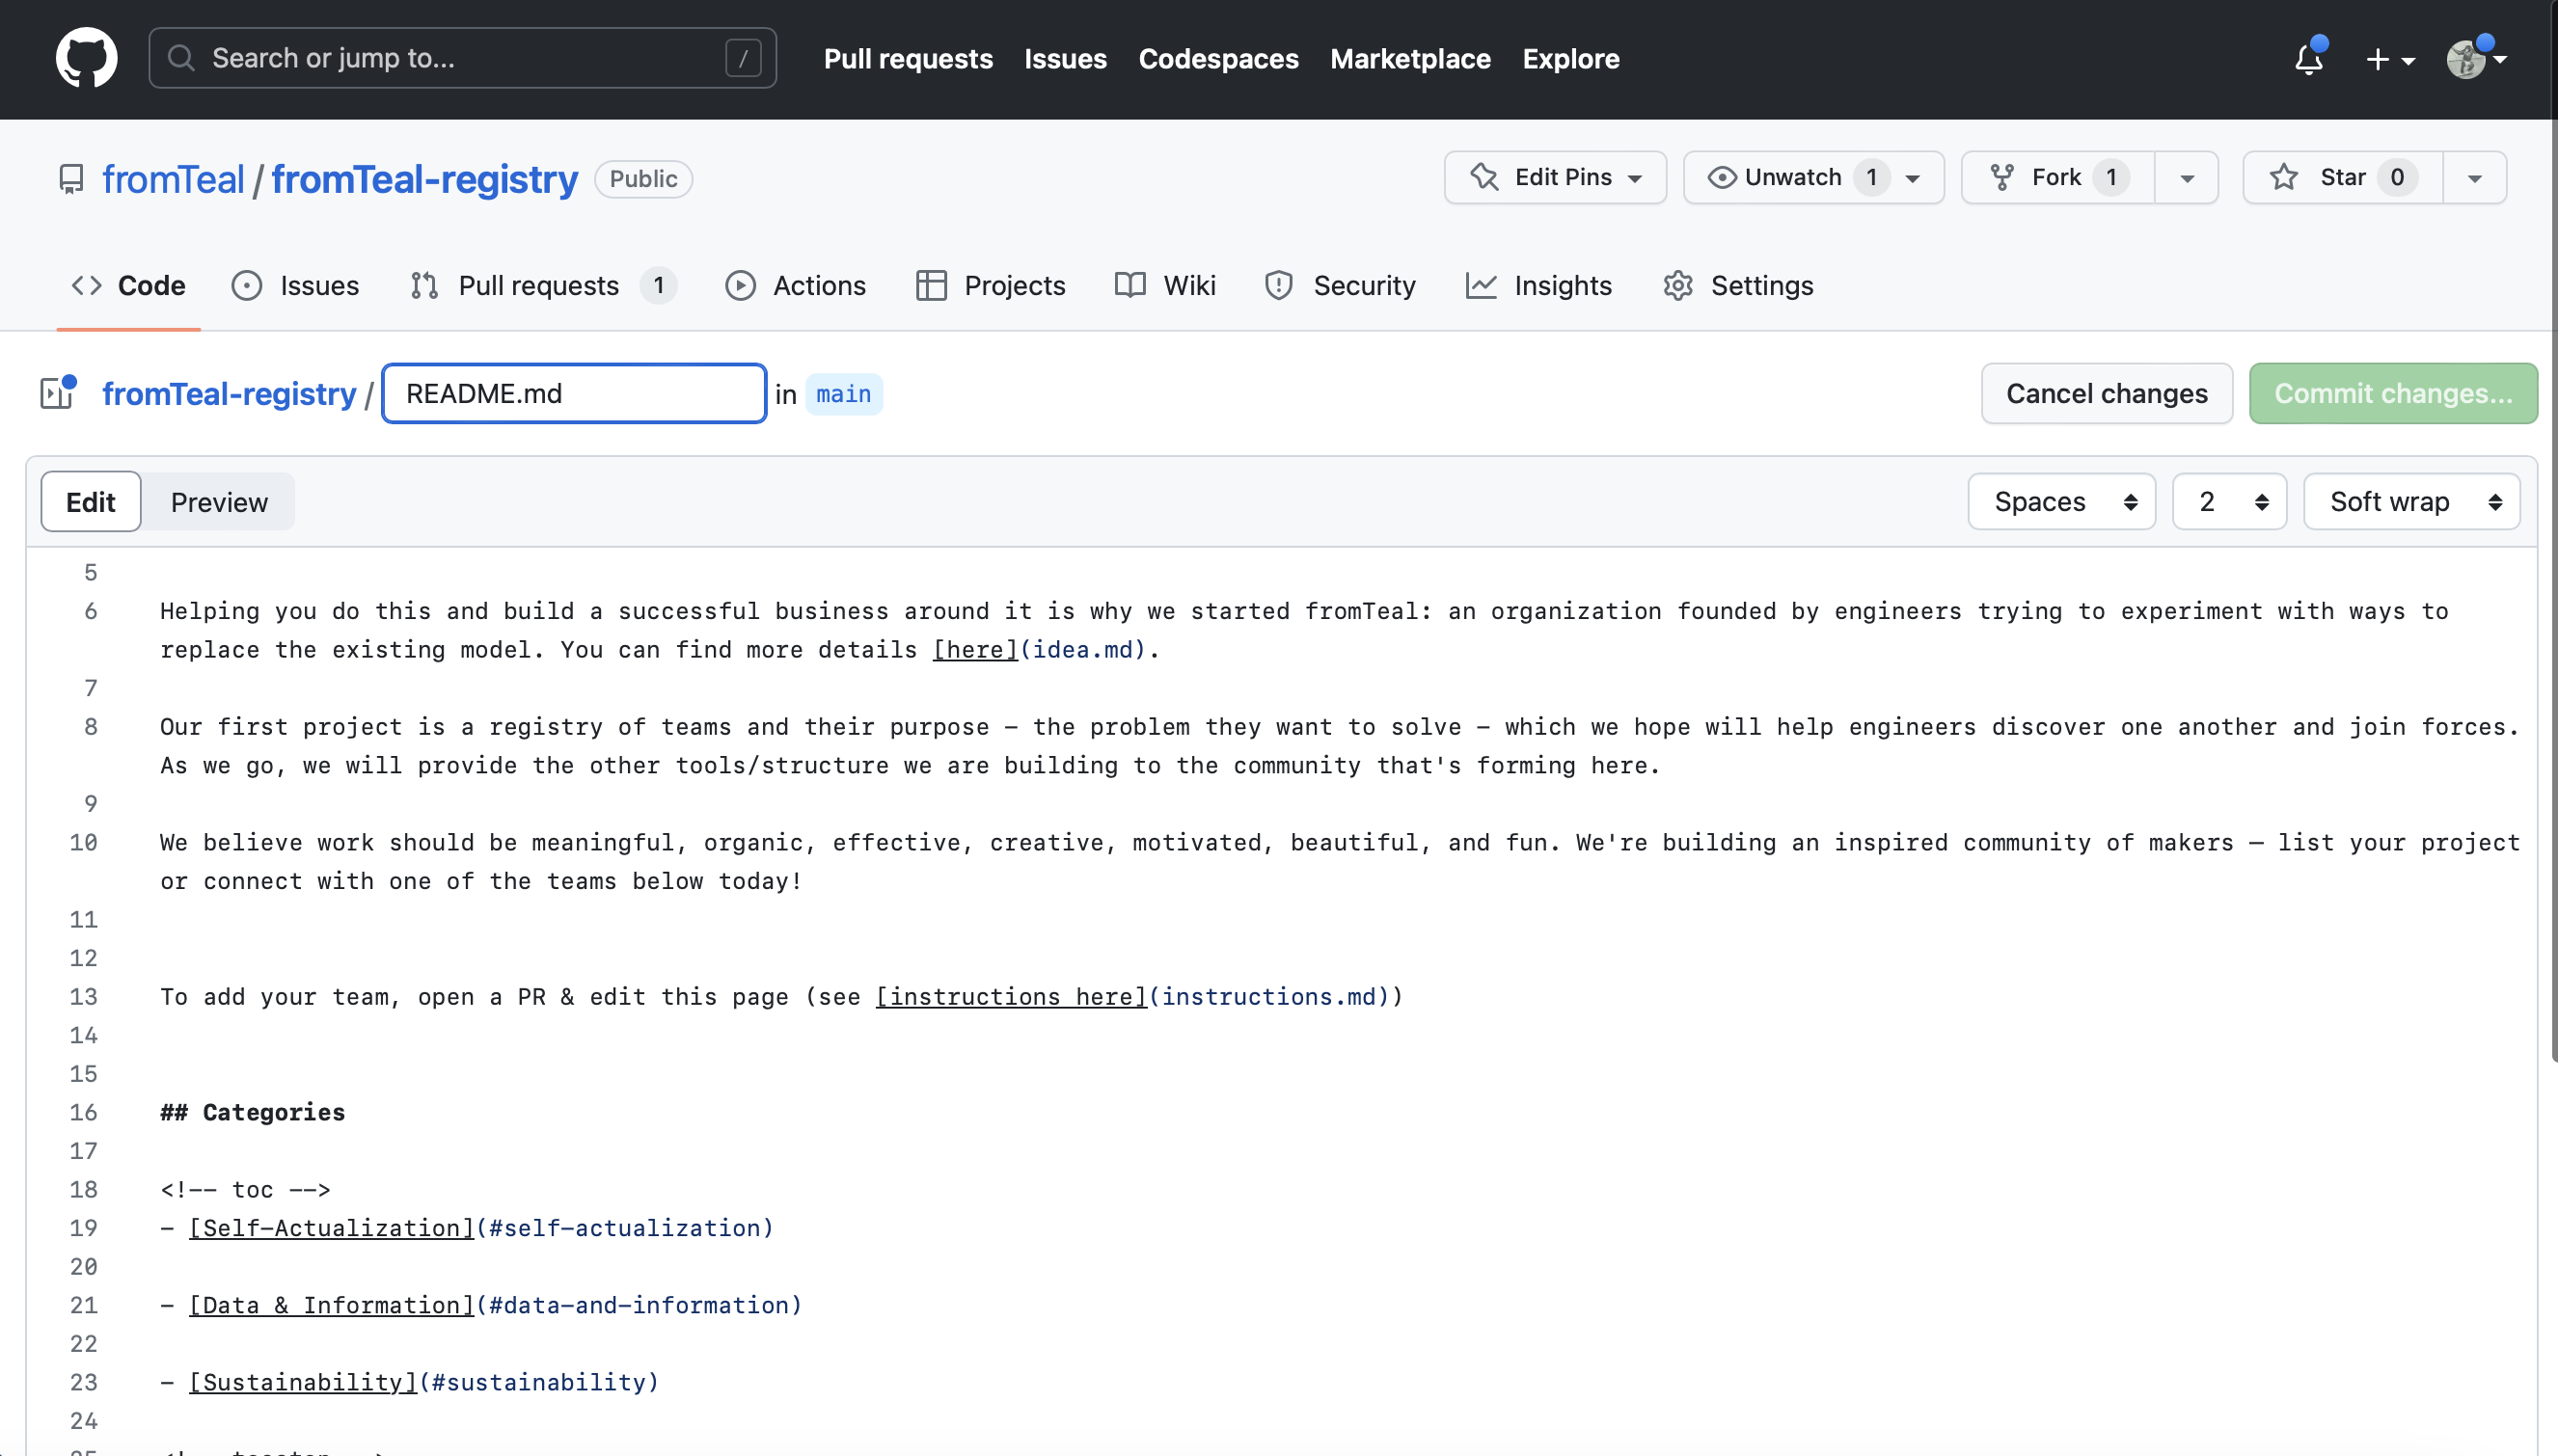 Search or jump to... / Pull requests Issues Codespaces Marketplace Explore
fromTeal / fromTeal-registry Public Edit Pins Unwatch 1 Fork 1 Star 0
Code Issues Pull requests 1 Actions Projects Wiki Security Insights Settings
fromTeal-registry / README.md in main Cancel changes Commit changes...
Edit Preview Spaces 2 Soft wrap
5
6 Helping you do this and build a successful business around it is why we started fromTeal: an organization founded by engineers trying to experiment with ways to
replace the existing model. You can find more details [here](idea.md).
7
8 Our first project is a registry of teams and their purpose – the problem they want to solve – which we hope will help engineers discover one another and join forces.
As we go, we will provide the other tools/structure we are building to the community that's forming here.
9
10 We believe work should be meaningful, organic, effective, creative, motivated, beautiful, and fun. We're building an inspired community of makers — list your project
or connect with one of the teams below today!
11
12
13 To add your team, open a PR & edit this page (see [instructions here](instructions.md))
14
15
16 ## Categories
17
18 <!-- toc -->
19 - [Self-Actualization](#self-actualization)
20
21 - [Data & Information](#data-and-information)
22
23 - [Sustainability](#sustainability)
24